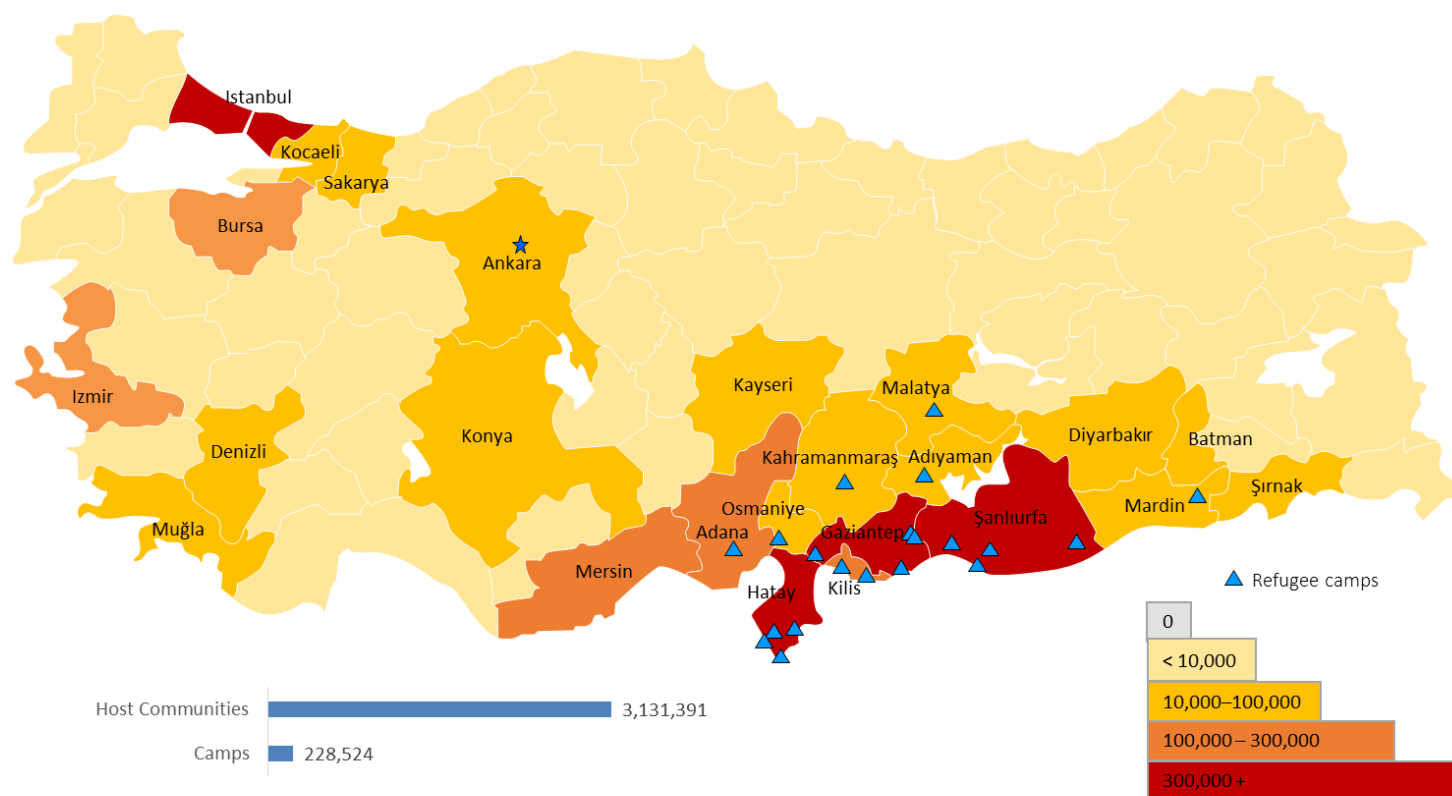 Istanbul
Kocaeli
Sakarya
Bursa
Ankara
Izmir
Kayseri
Malatya
Denizli
Konya
Diyarbakır
Batman
Kahramanmaraş
Adıyaman
Şırnak
Muğla
Osmaniye
Mardin
Adana
Gaziantep
Şanlıurfa
Mersin
Hatay
Kilis
Refugee camps
0
< 10,000
10,000–100,000
100,000 – 300,000
300,000 +
Host Communities 3,131,391
Camps 228,524